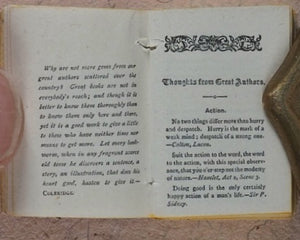 Why are not more gems from our
great authors scattered over the
country? Great books are not in
everybody's reach; and though it is
better to know them thoroughly than
to know them only here and there,
yet it is a good work to give a little
to those who have neither time nor
means to get more. Let every book-
worm, when in any fragrant scarce
old tome he discovers a sentence, a
story, an illustration, that does his
heart good, hasten to give it.—
COLERIDGE.
Thoughts from Great Authors.
Action.
No two things differ more than hurry
and despatch. Hurry is the mark of a
weak mind; despatch of a strong one.
—Colton, Lacon.
Suit the action to the word, the word
to the action, with this special observ-
ance, that you o'erstep not the modesty
of nature.—Hamlet, Act 2, Scene 3.
Doing good is the only certainly
happy action of a man's life.—Sir P.
Sidney.